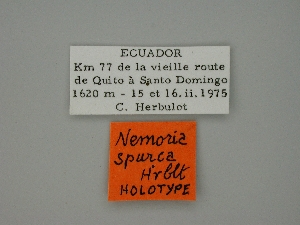 ECUADOR
Km 77 de la vieille route
de Quito à Santo Domingo
1620 m - 15 et 16.ii.1975
C. Herbulot
Nemoria
spurca
Hrblt
HOLOTYPE